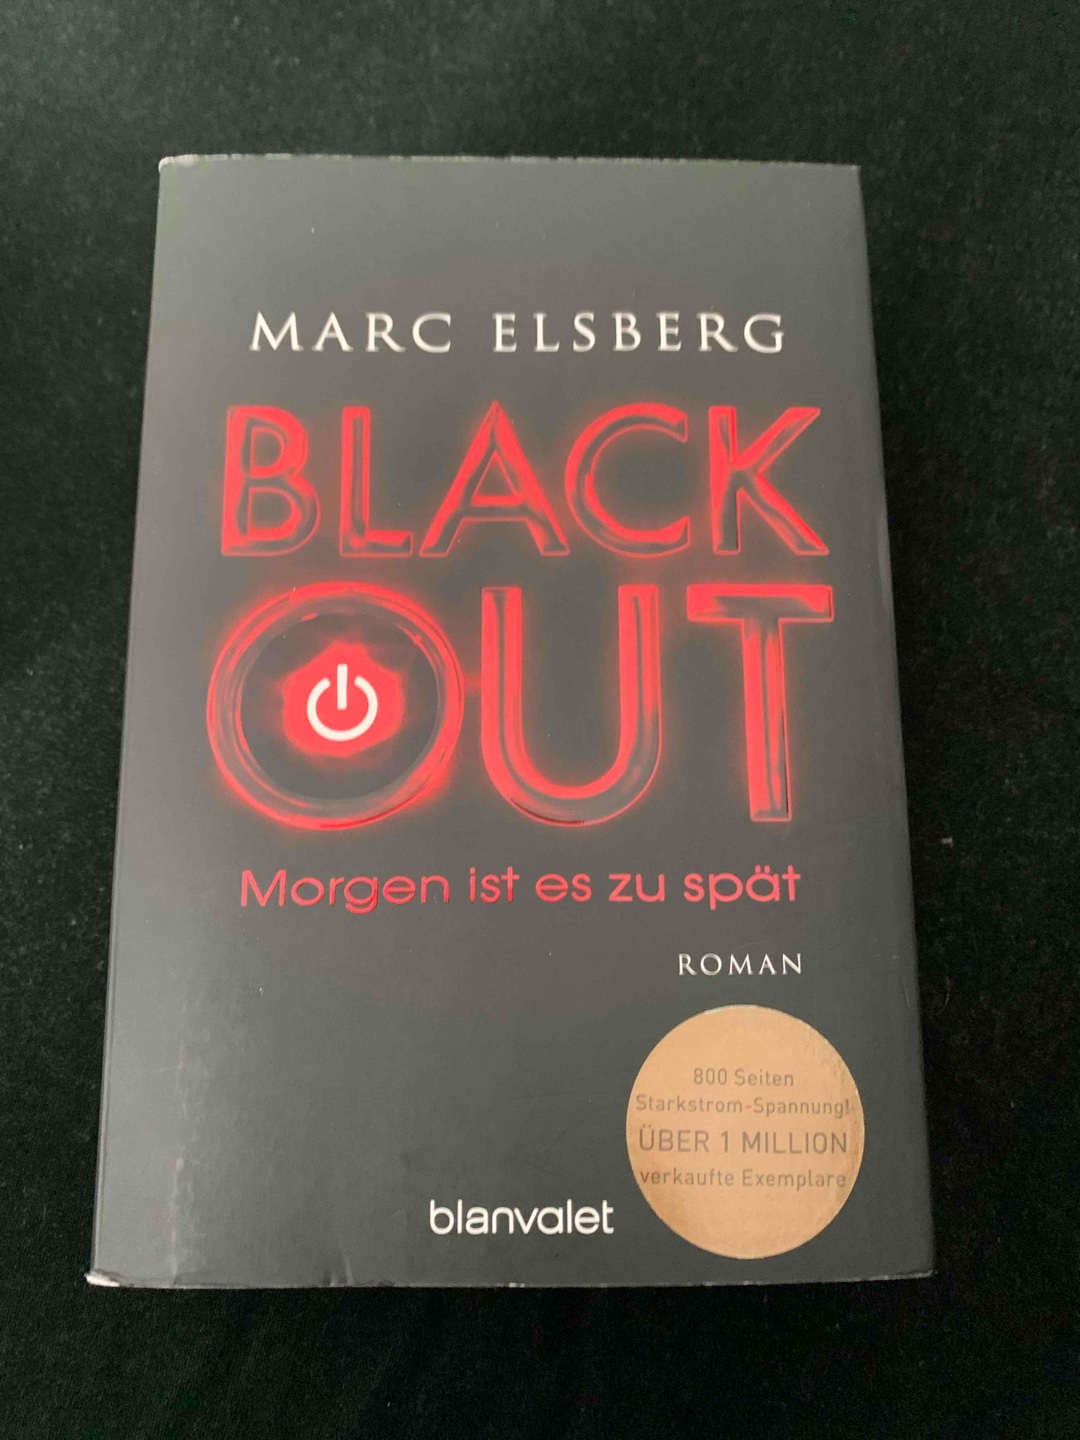 MARC ELSBERG
BLACK
OUT
Morgen ist es zu spät
ROMAN
800 Seiten
Starkstrom-Spannung!
ÜBER 1 MILLION
verkaufte Exemplare
blanvalet